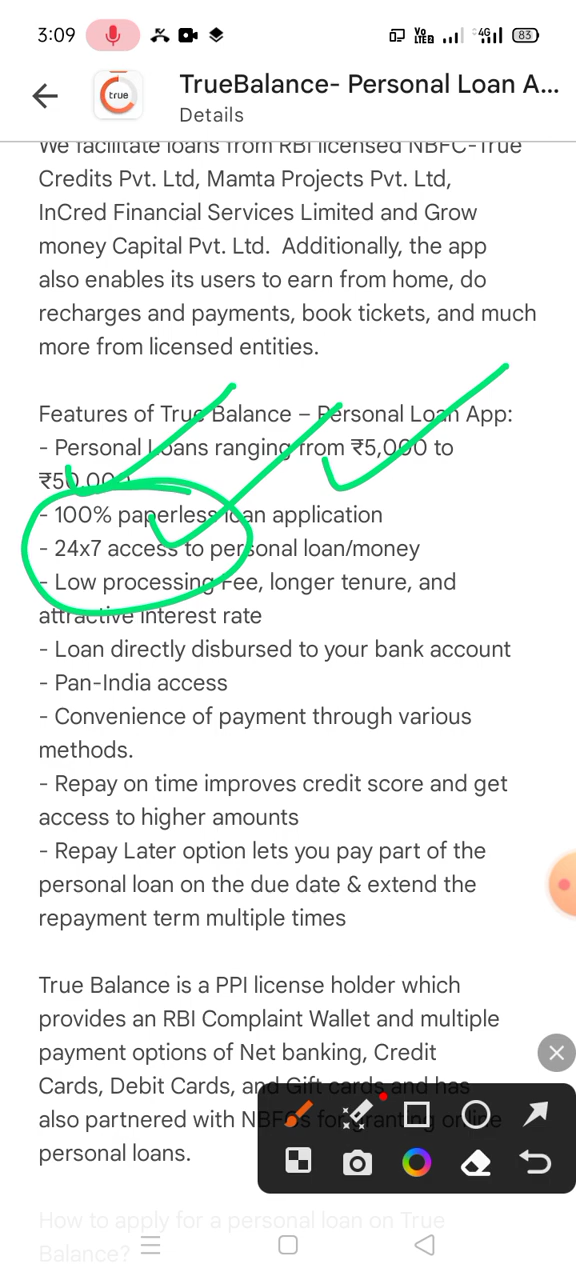 3:09
Vo
LTE2
4G
83
true
TrueBalance- Personal Loan A...
Details
We facilitate loans from RBI licensed NBFC-True
Credits Pvt. Ltd, Mamta Projects Pvt. Ltd,
InCred Financial Services Limited and Grow
money Capital Pvt. Ltd.  Additionally, the app
also enables its users to earn from home, do
recharges and payments, book tickets, and much
more from licensed entities.
Features of True Balance – Personal Loan App:
- Personal Loans ranging from ₹5,000 to
₹50,000
- 100% paperless loan application
- 24x7 access to personal loan/money
- Low processing Fee, longer tenure, and
attractive interest rate
- Loan directly disbursed to your bank account
- Pan-India access
- Convenience of payment through various
methods.
- Repay on time improves credit score and get
access to higher amounts
- Repay Later option lets you pay part of the
personal loan on the due date & extend the
repayment term multiple times
True Balance is a PPI license holder which
provides an RBI Complaint Wallet and multiple
payment options of Net banking, Credit
Cards, Debit Cards, and Gift cards and has
also partnered with NBFCs for granting online
personal loans.
How to apply for a personal loan on True
Balance?